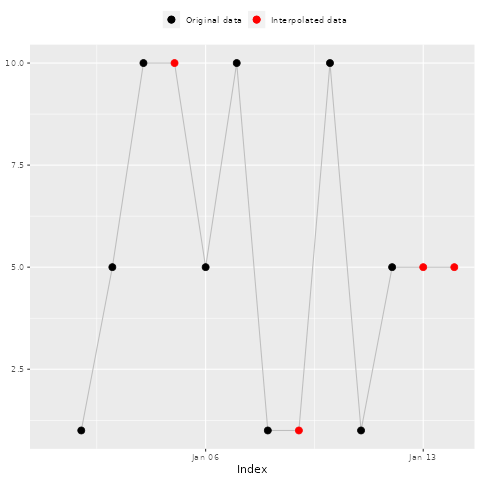 Original data Interpolated data
10.0
7.5
5.0
2.5
Jan 06 Jan 13
Index